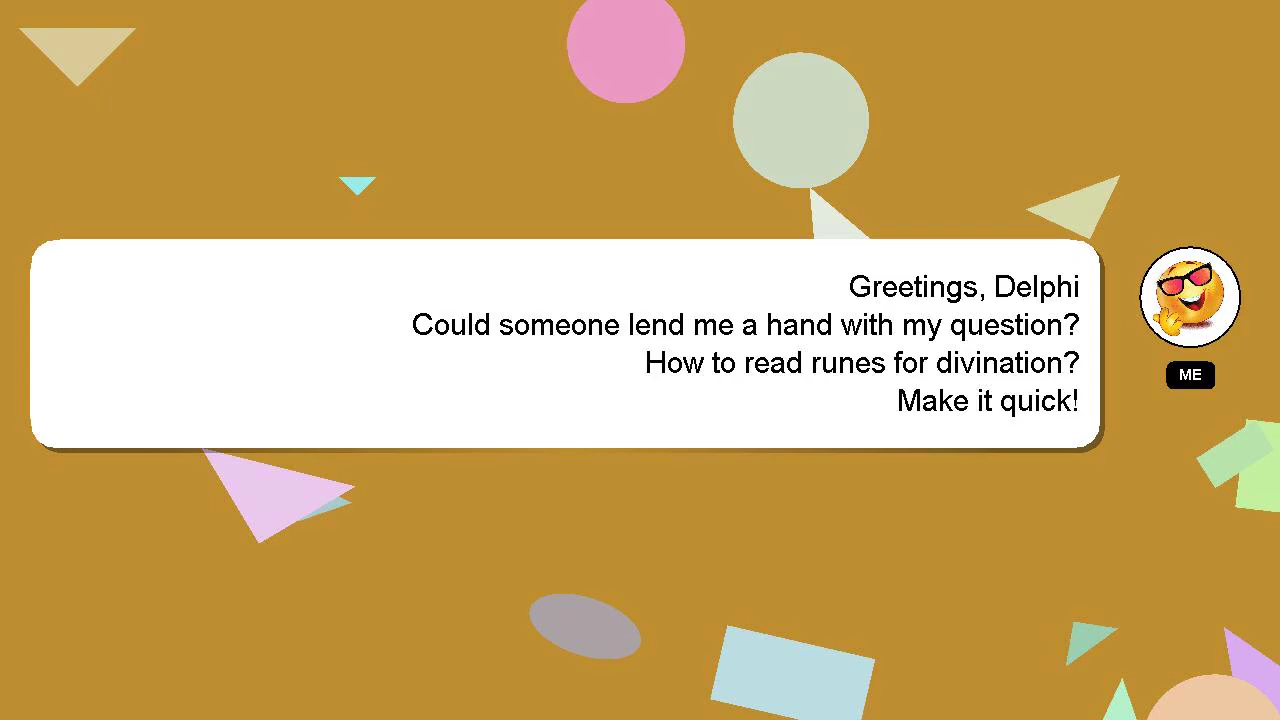 Greetings, Delphi
Could someone lend me a hand with my question?
How to read runes for divination?
Make it quick!
ME